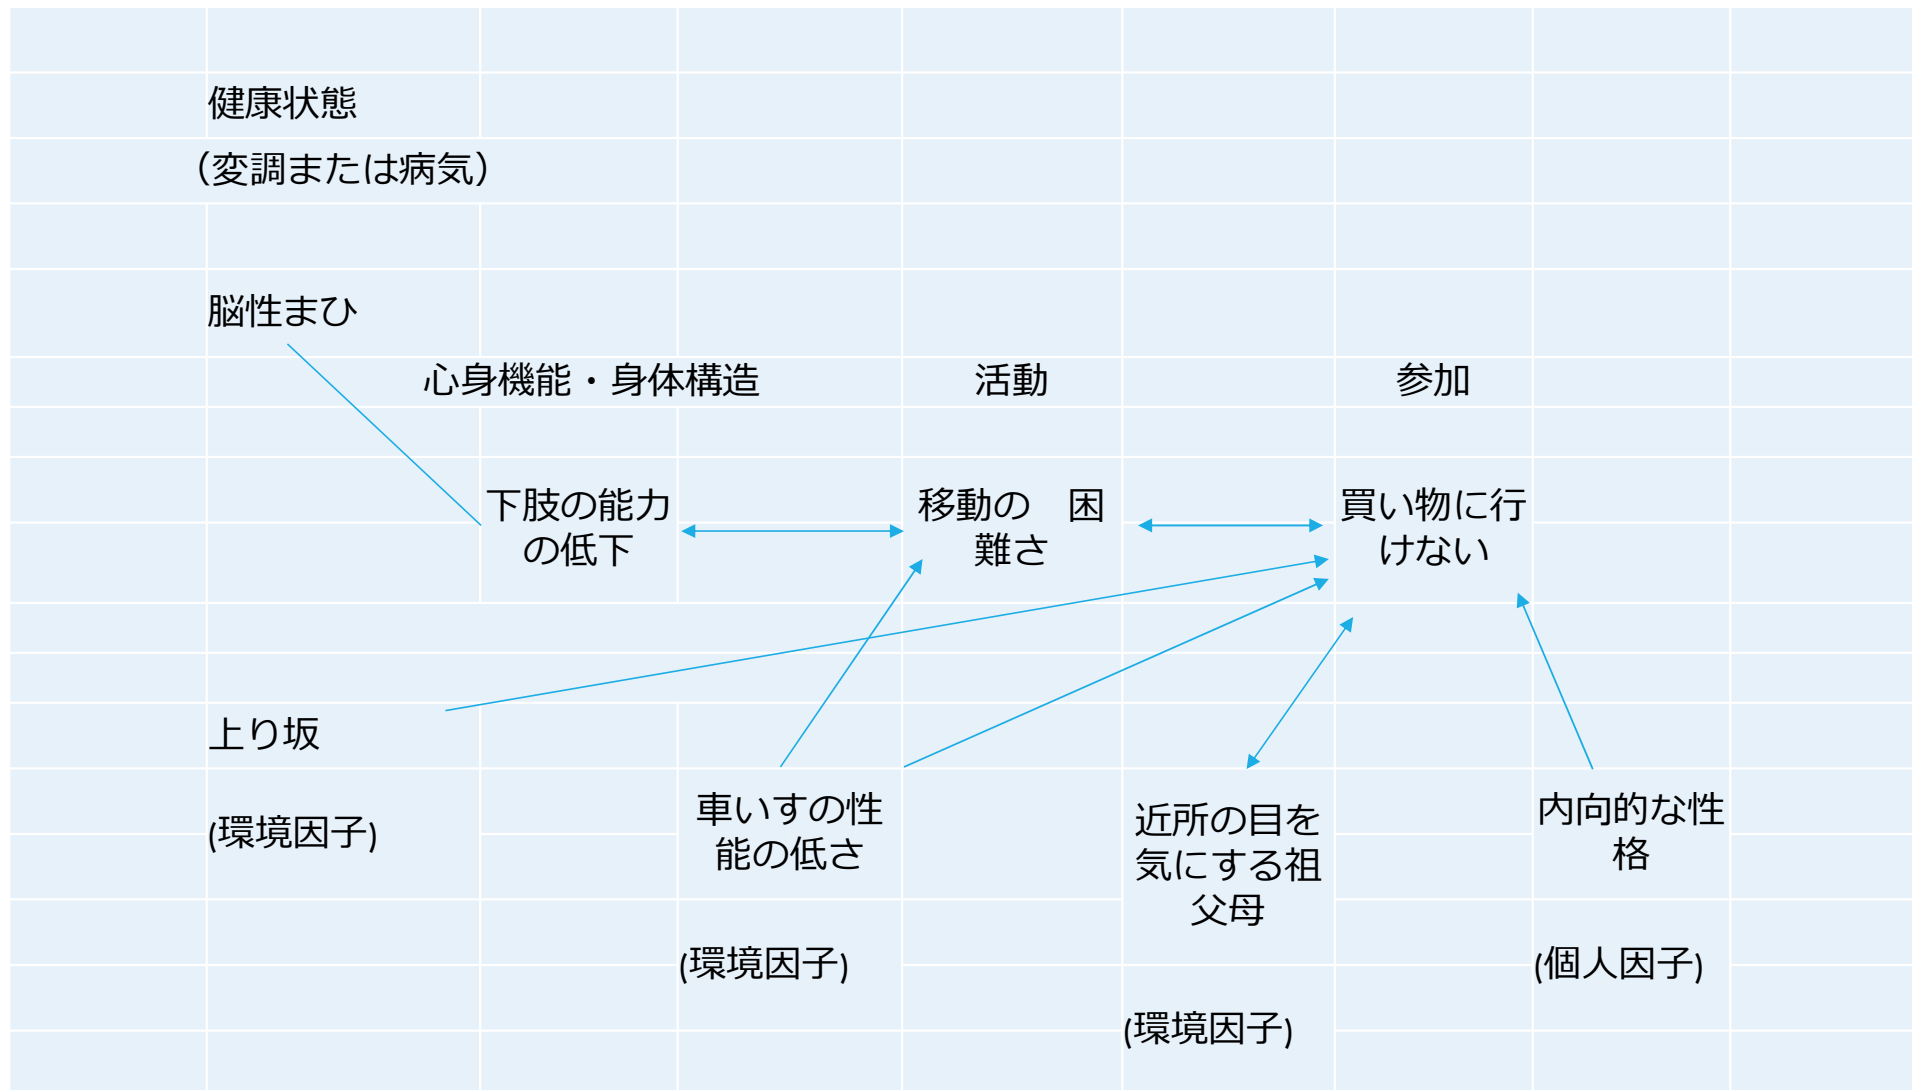 健康状態
（変調または病気）
脳性まひ
心身機能・身体構造
活動
参加
下肢の能力
の低下
移動の　困
難さ
買い物に行
けない
上り坂
(環境因子)
車いすの性
能の低さ
(環境因子)
近所の目を
気にする祖
父母
(環境因子)
内向的な性
格
(個人因子)